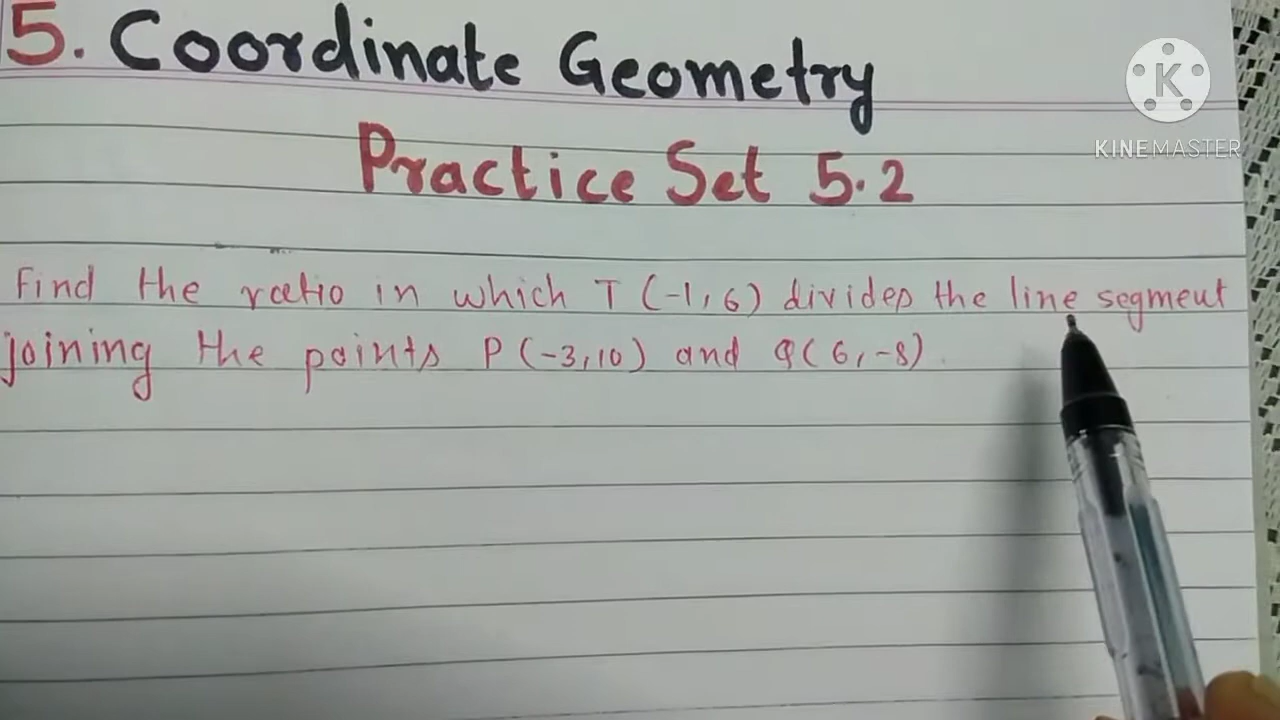 5. Coordinate Geometry
K
KINEMASTER
Practice Set 5.2
Find the ratio in which T (-1, 6) divides the line segment
joining the points P (-3, 10) and Q (6, -8).